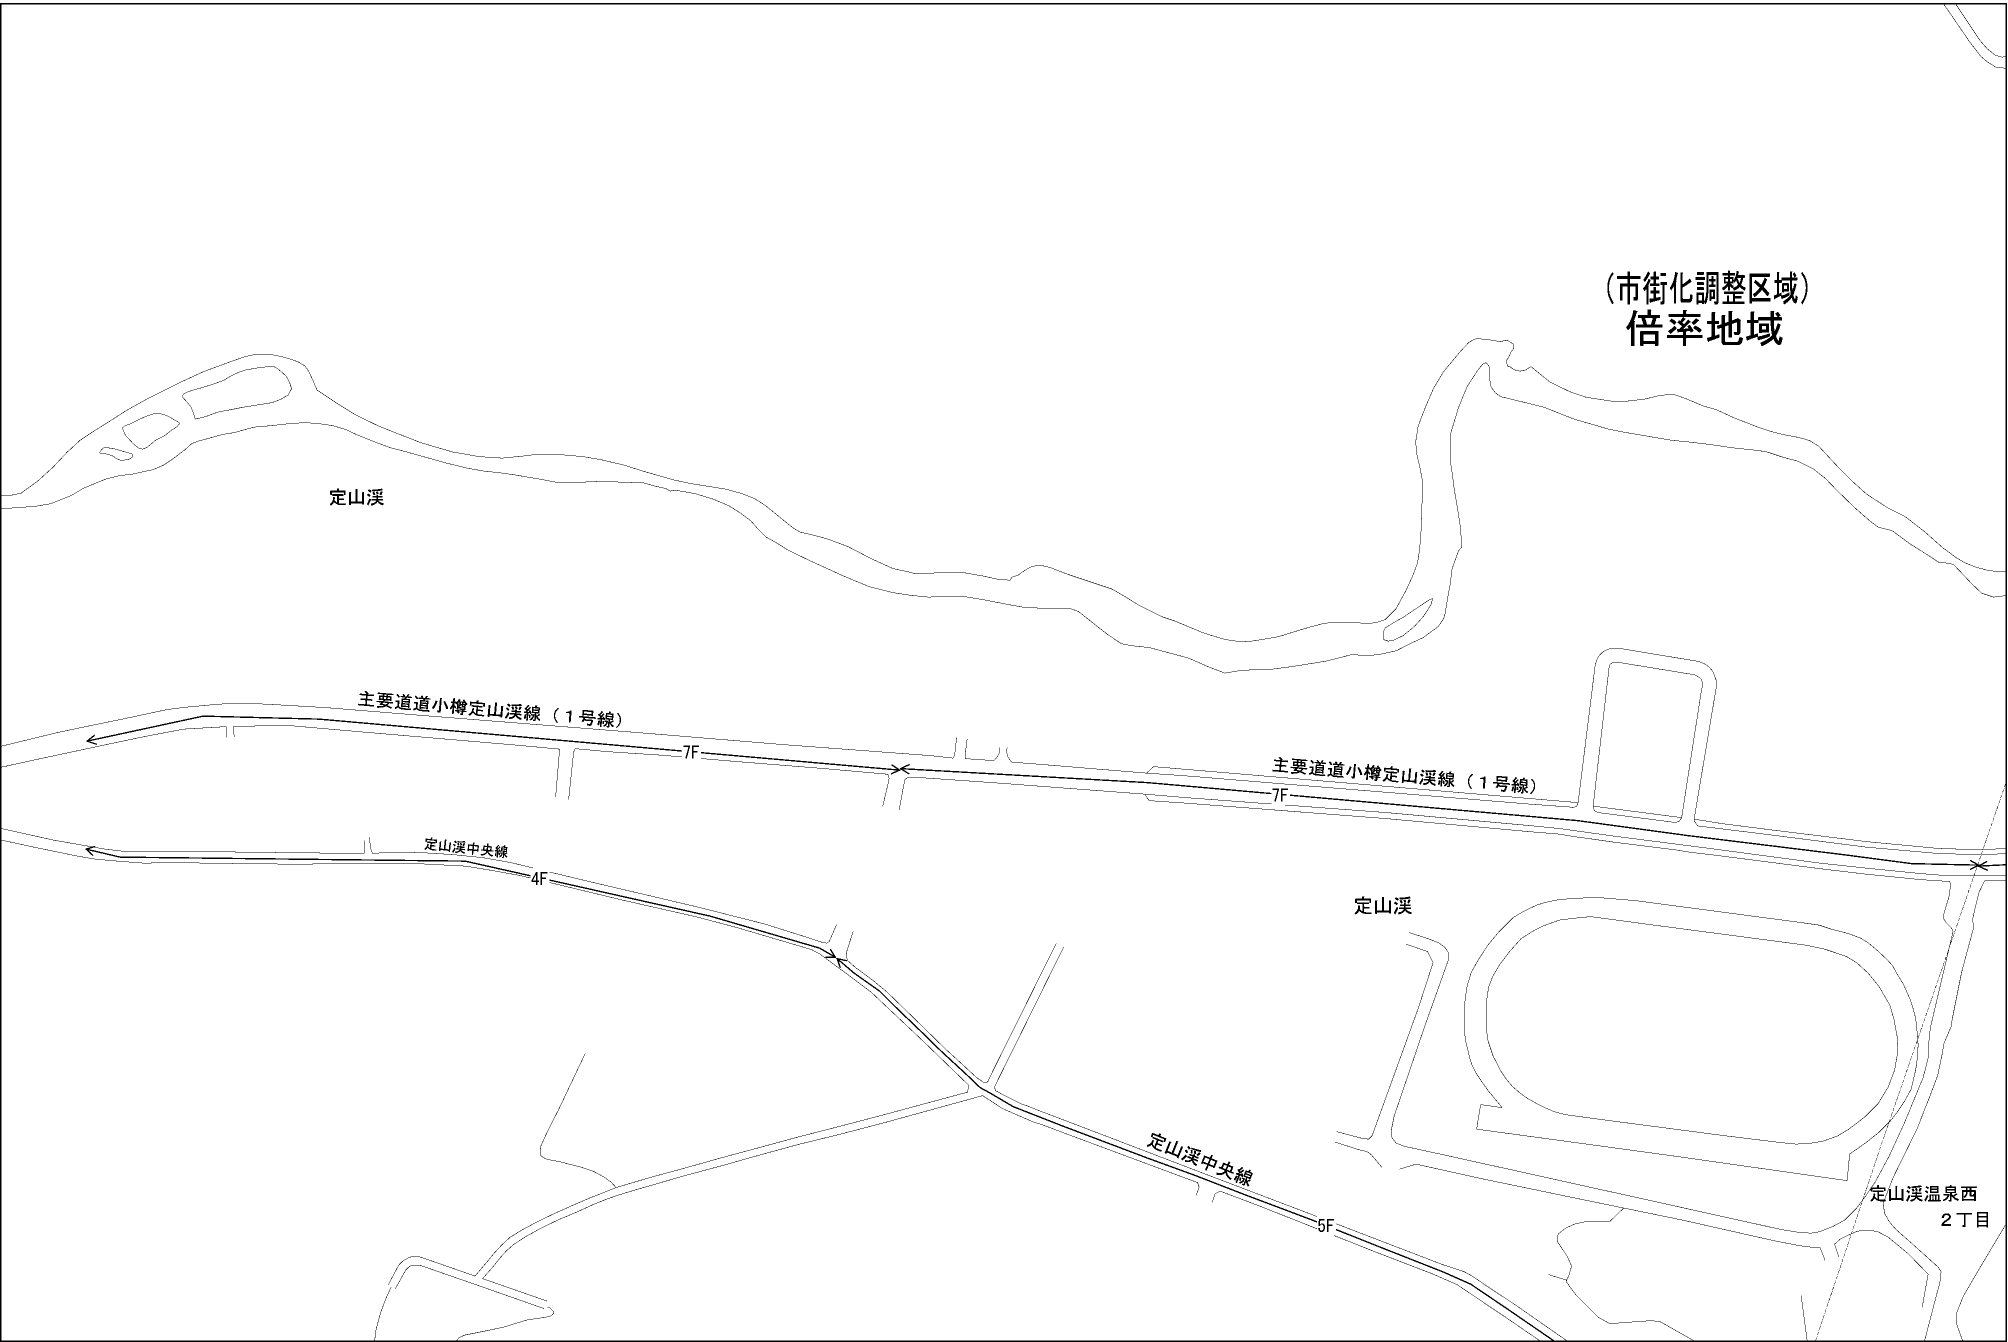 （市街化調整区域）
倍率地域
定山渓
主要道道小樽定山渓線（１号線）
7F
主要道道小樽定山渓線（１号線）
7F
定山渓中央線
4F
定山渓
定山渓中央線
5F
定山渓温泉西
２丁目